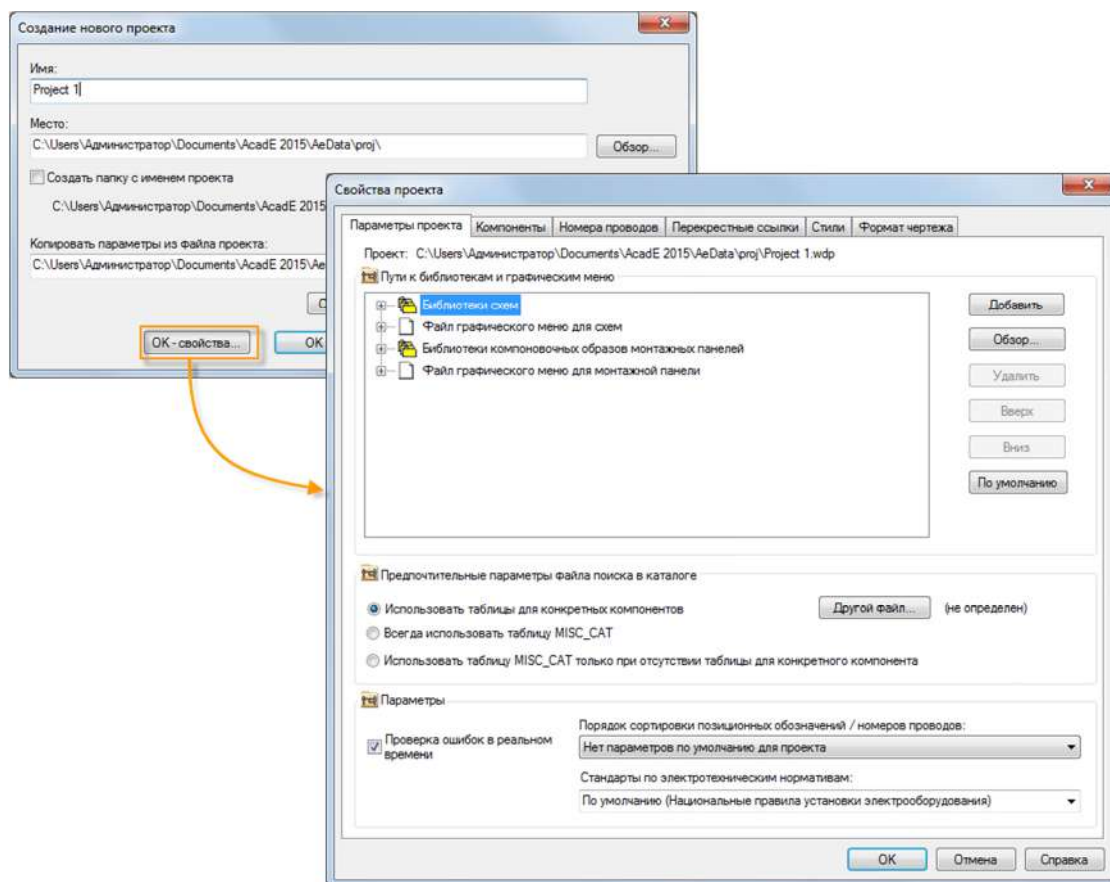 Создание нового проекта
Имя:
Project 1
Место:
C:\Users\Администратор\Documents\AcadE 2015\AeData\proj\
Обзор...
Создать папку с именем проекта
C:\Users\Администратор\Documents\AcadE 2015
Копировать параметры из файла проекта:
C:\Users\Администратор\Documents\AcadE 2015\Ae
ОК - свойства...
ОК
Свойства проекта
Параметры проекта
Компоненты
Номера проводов
Перекрестные ссылки
Стили
Формат чертежа
Проект: C:\Users\Администратор\Documents\AcadE 2015\AeData\proj\Project 1.wdp
Пути к библиотекам и графическим меню
Библиотеки схем
Файл графического меню для схем
Библиотеки компоновочных образов монтажных панелей
Файл графического меню для монтажной панели
Добавить
Обзор...
Удалить
Вверх
Вниз
По умолчанию
Предпочтительные параметры файла поиска в каталоге
Использовать таблицы для конкретных компонентов
Другой файл...
(не определен)
Всегда использовать таблицу MISC_CAT
Использовать таблицу MISC_CAT только при отсутствии таблицы для конкретного компонента
Параметры
Проверка ошибок в реальном
времени
Порядок сортировки позиционных обозначений / номеров проводов:
Нет параметров по умолчанию для проекта
Стандарты по электротехническим нормативам:
По умолчанию (Национальные правила установки электрооборудования)
ОК
Отмена
Справка